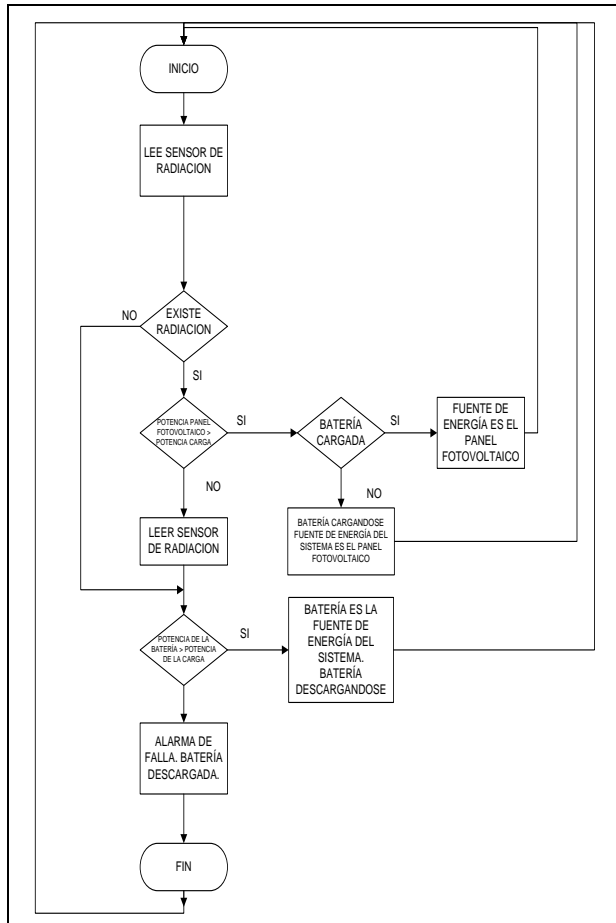 INICIO
LEE SENSOR DE
RADIACION
EXISTE
RADIACION
NO
SI
POTENCIA PANEL
FOTOVOLTAICO >
POTENCIA CARGA
SI
BATERÍA
CARGADA
SI
FUENTE DE
ENERGÍA ES EL
PANEL
FOTOVOLTAICO
NO
NO
LEER SENSOR
DE RADIACION
BATERÍA CARGANDOSE
FUENTE DE ENERGÍA DEL
SISTEMA ES EL PANEL
FOTOVOLTAICO
POTENCIA DE LA
BATERÍA > POTENCIA
DE LA CARGA
SI
BATERÍA ES LA
FUENTE DE
ENERGÍA DEL
SISTEMA.
BATERÍA
DESCARGANDOSE
ALARMA DE
FALLA. BATERÍA
DESCARGADA.
FIN